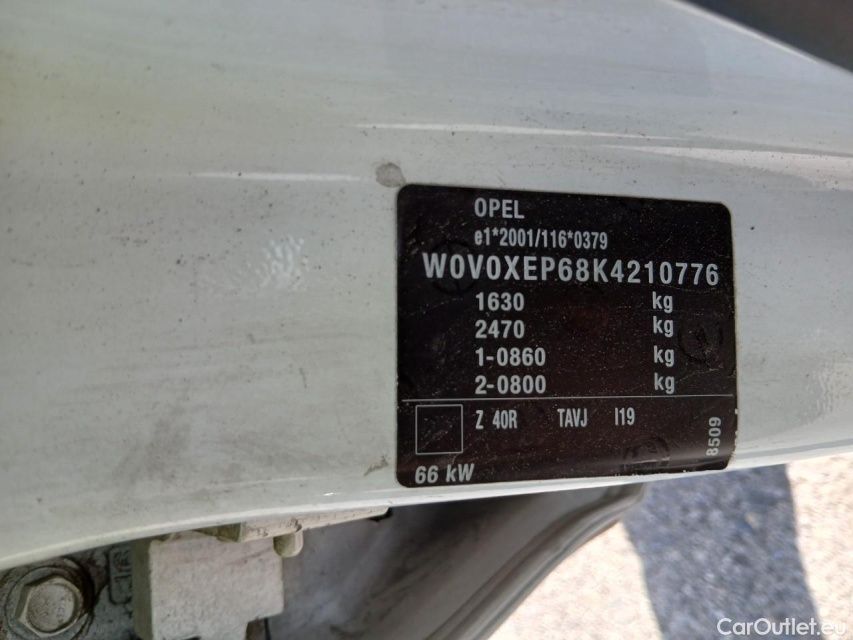 OPEL
e1*2001/116*0379
W0V0XEP68K4210776
1630 kg
2470 kg
1-0860 kg
2-0800 kg
Z 40R TAVJ I19
8509
66 kW
CarOutlet.eu